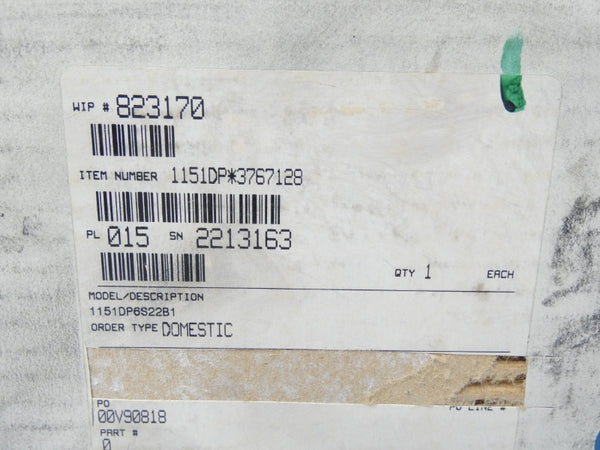 WIP # 823170
ITEM NUMBER 1151DP*3767128
PL 015 SN 2213163
QTY 1 EACH
MODEL/DESCRIPTION
1151DP6S22B1
ORDER TYPE DOMESTIC
PO PO LINE #
00V90818
PART #
0